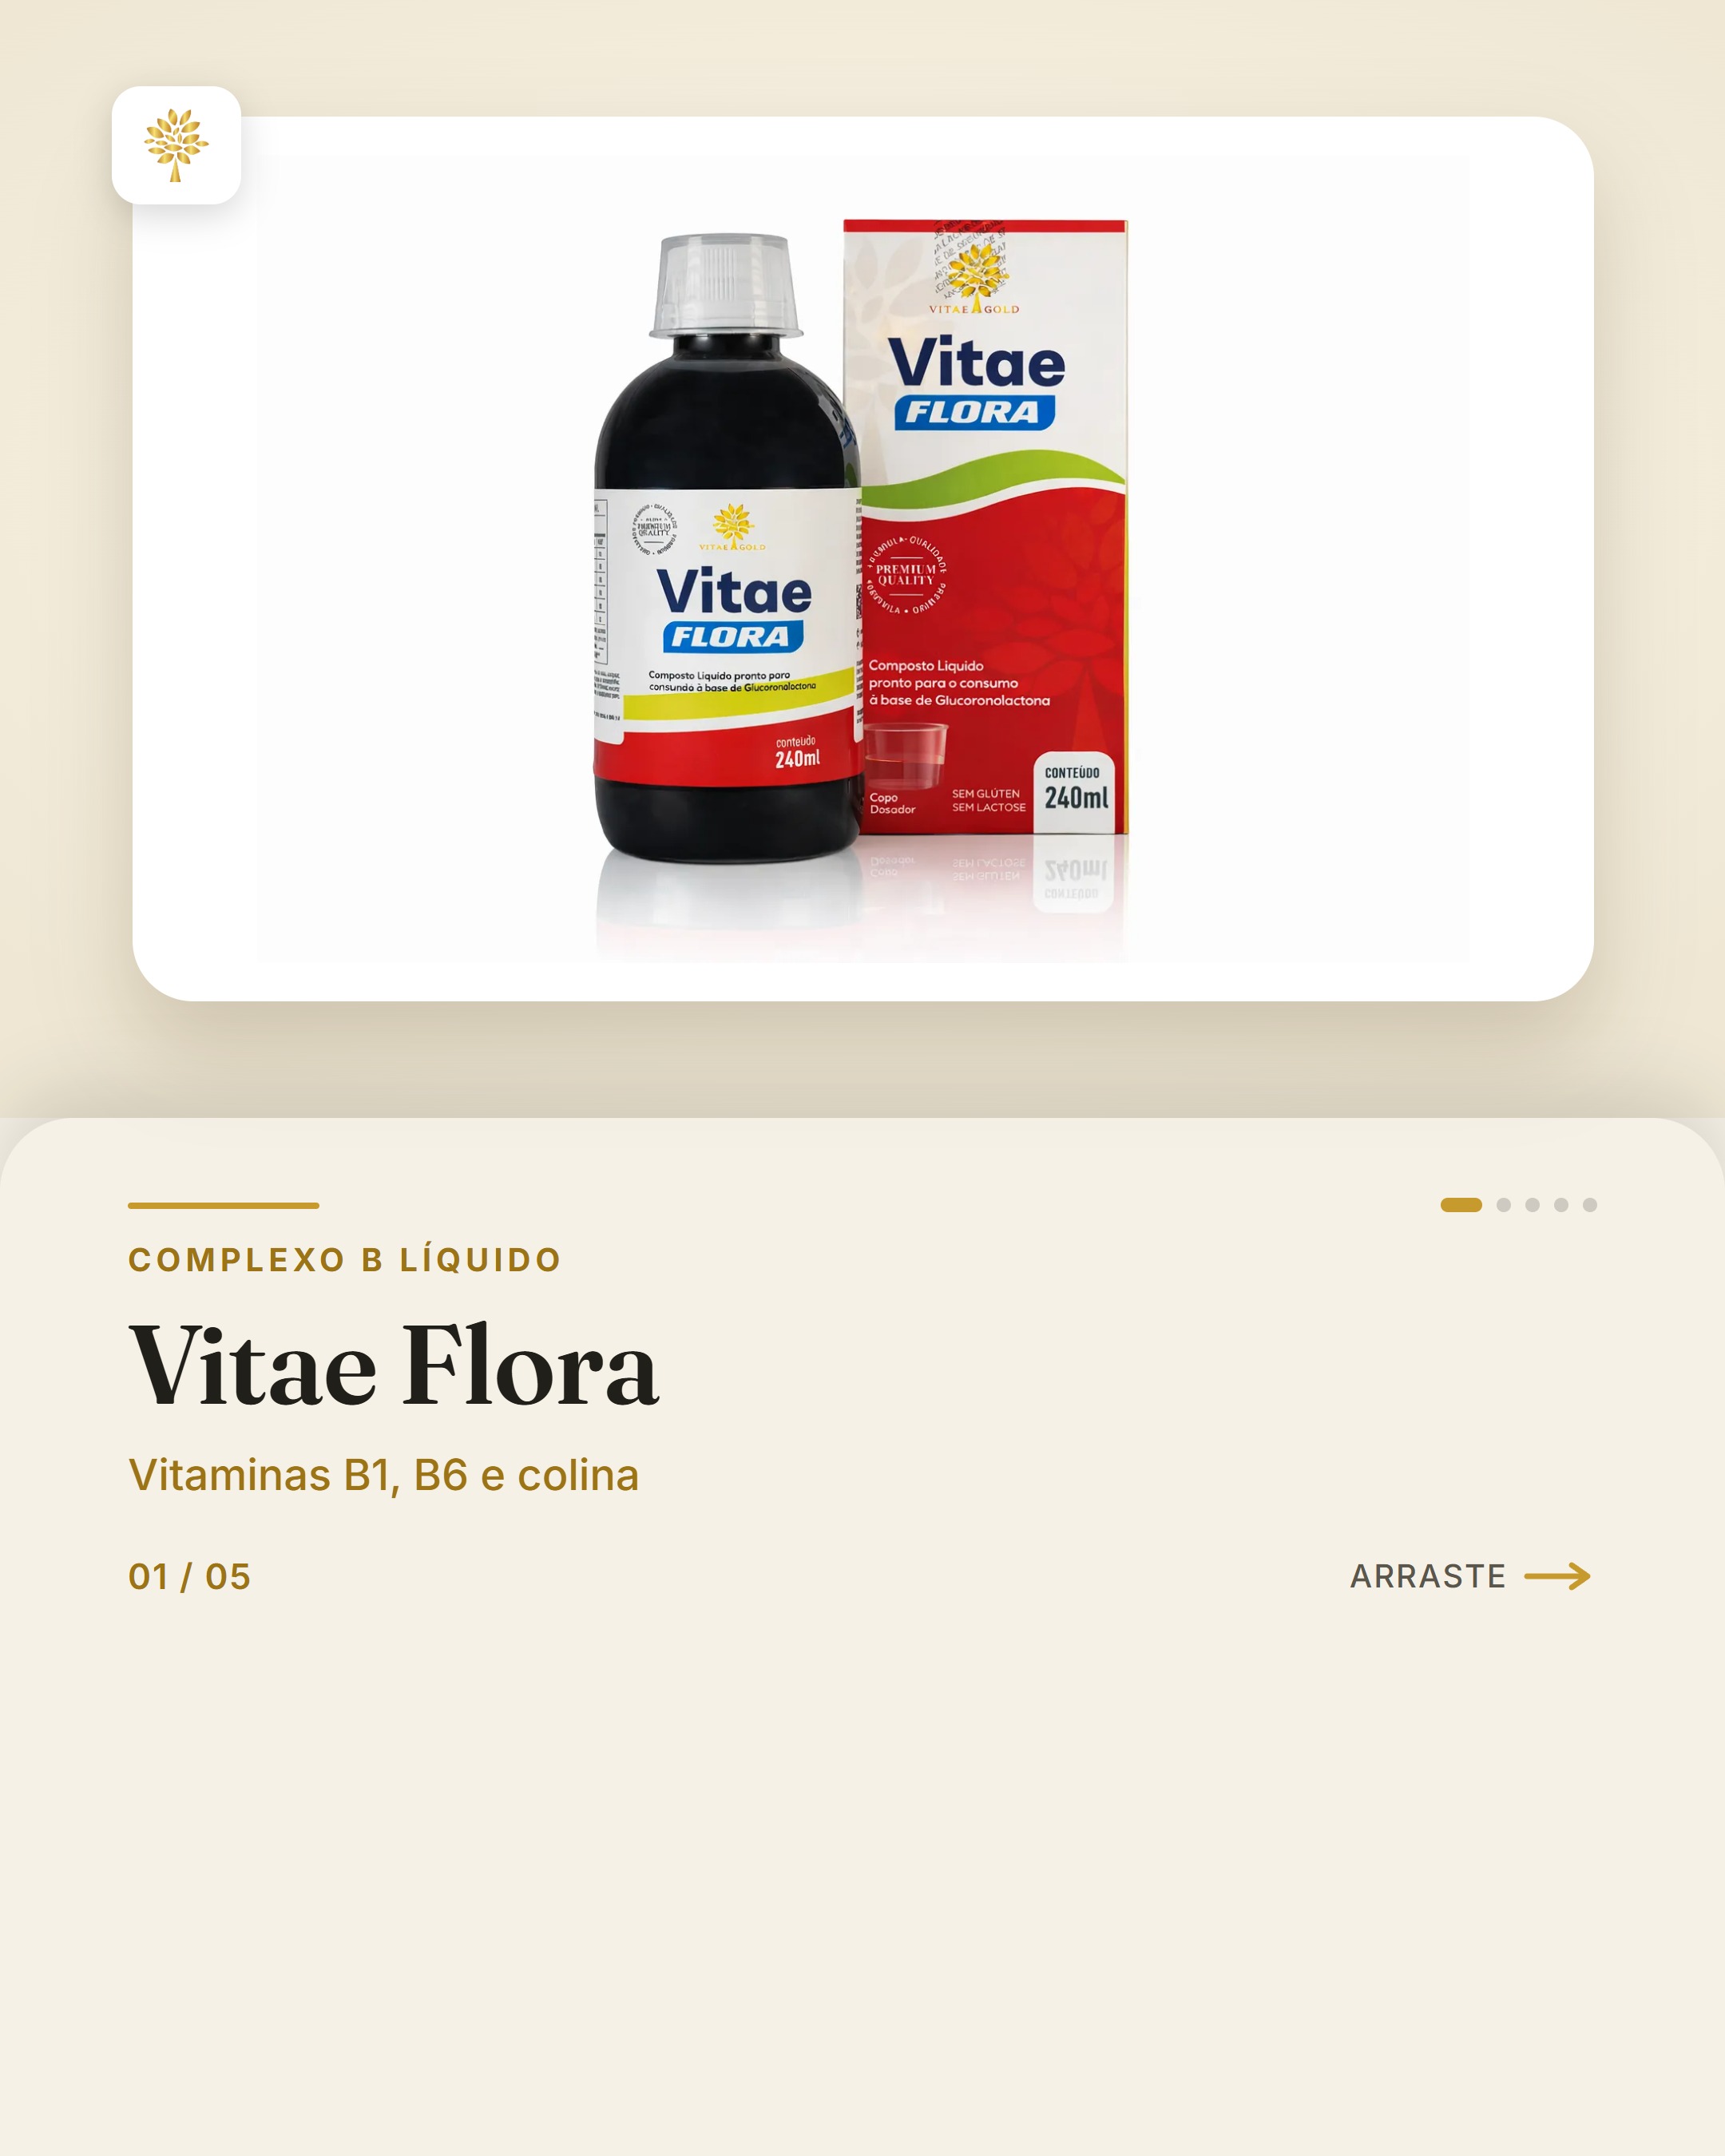 VITAE GOLD
Vitae
FLORA
PREMIUM
QUALITY
Composto Liquido
pronto para o consumo
à base de Glucoronolactona
Copo
Dosador
SEM GLÚTEN
SEM LACTOSE
CONTEÚDO
240ml
QUALITY
VITAE GOLD
Vitae
FLORA
Composto Liquido pronto para
consundo à base de Glucoronolactona
conteúdo
240ml
COMPLEXO B LÍQUIDO
Vitae Flora
Vitaminas B1, B6 e colina
01 / 05
ARRASTE